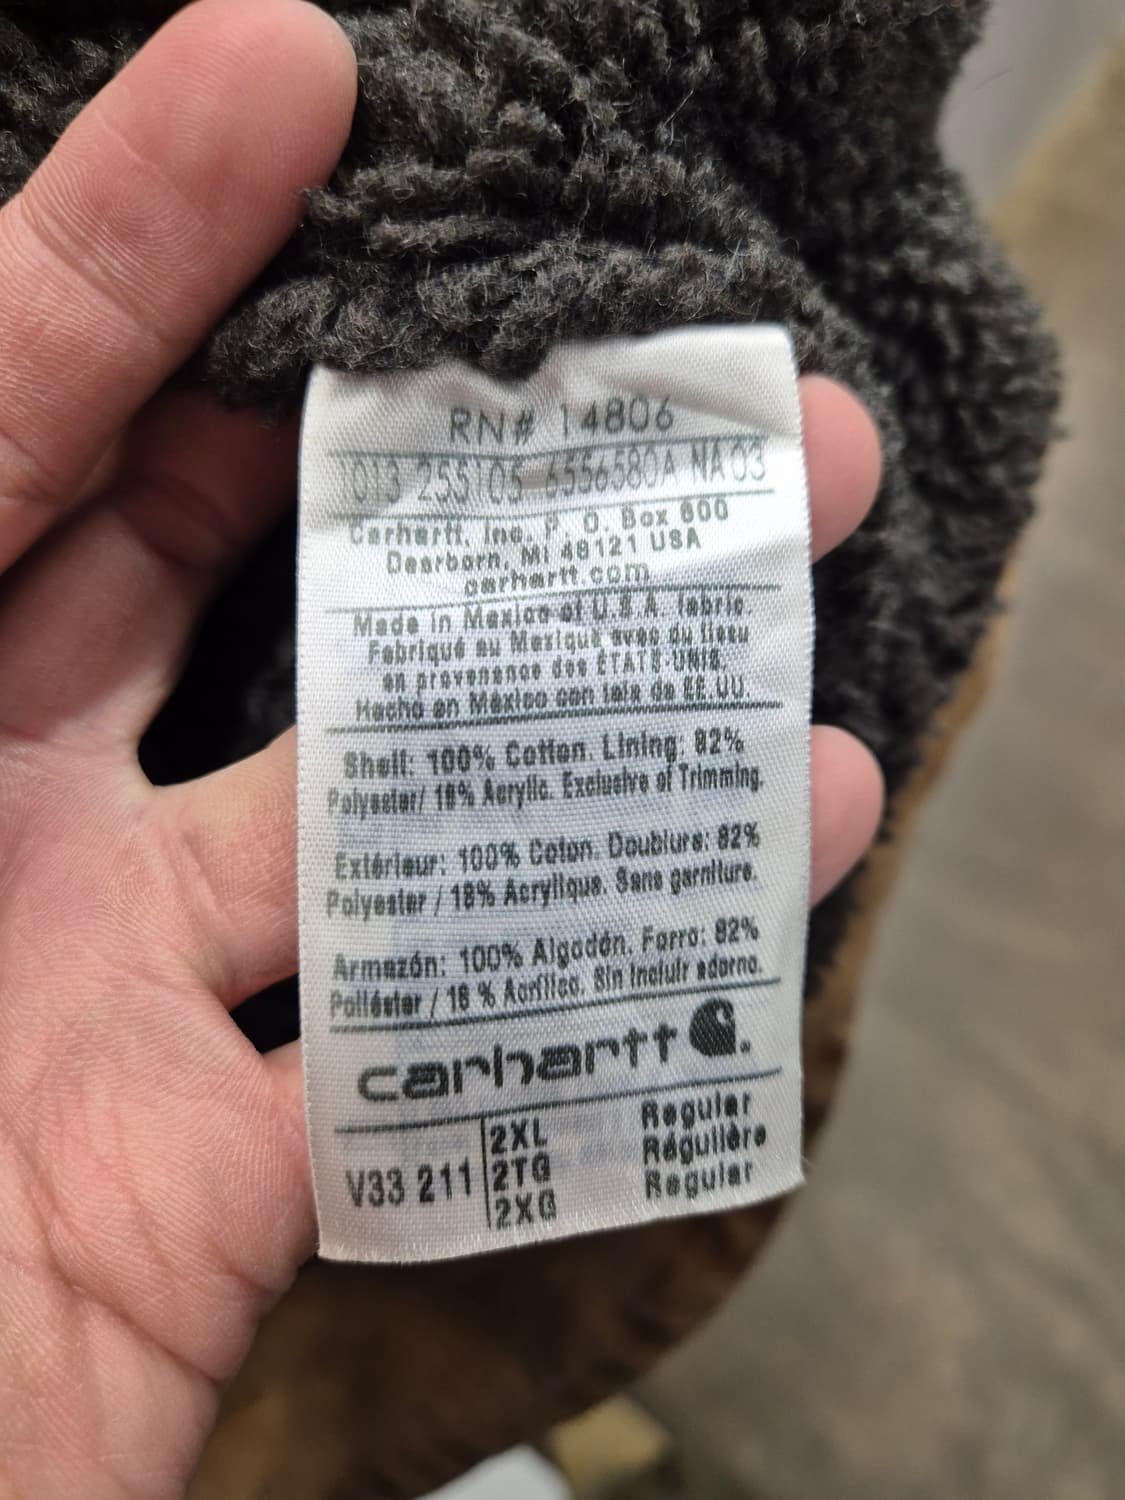 RN# 14806
1013 255105 6556580A NA 03
Carhartt, Inc. P. O. Box 600
Dearborn, MI 48121 USA
carhartt.com
Made in Mexico of U.S.A. fabric.
Fabriqué au Mexique avec du tissu
en provenance des ÉTATS-UNIS.
Hecho en México con tela de EE.UU.
Shell: 100% Cotton. Lining: 82%
Polyester/ 18% Acrylic. Exclusive of Trimming.
Extérieur: 100% Coton. Doublure: 82%
Polyester / 18% Acrylique. Sans garniture.
Armazón: 100% Algodón. Forro: 82%
Poliéster / 18 % Acrílico. Sin incluir adorno.
carhartt
V33 211
2XL Regular
2TG Régulière
2XG Regular